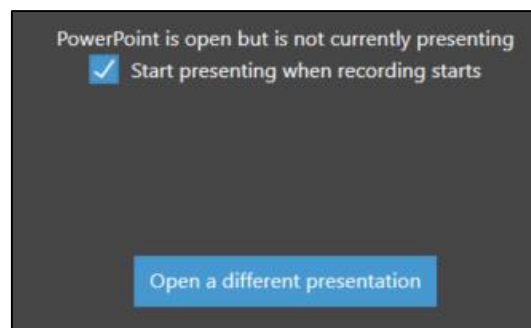 PowerPoint is open but is not currently presenting
Start presenting when recording starts
Open a different presentation